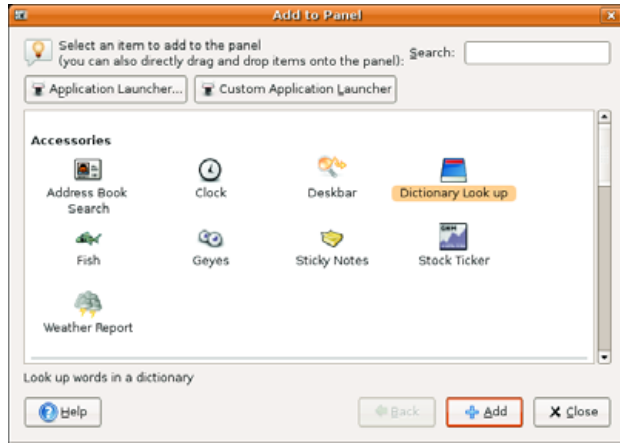 Add to Panel
Select an item to add to the panel
(you can also directly drag and drop items onto the panel):
Search:
Application Launcher...
Custom Application Launcher
Accessories
Address Book
Search
Clock
Deskbar
Dictionary Look up
Fish
Geyes
Sticky Notes
Stock Ticker
Weather Report
Look up words in a dictionary
Help
Back
Add
Close